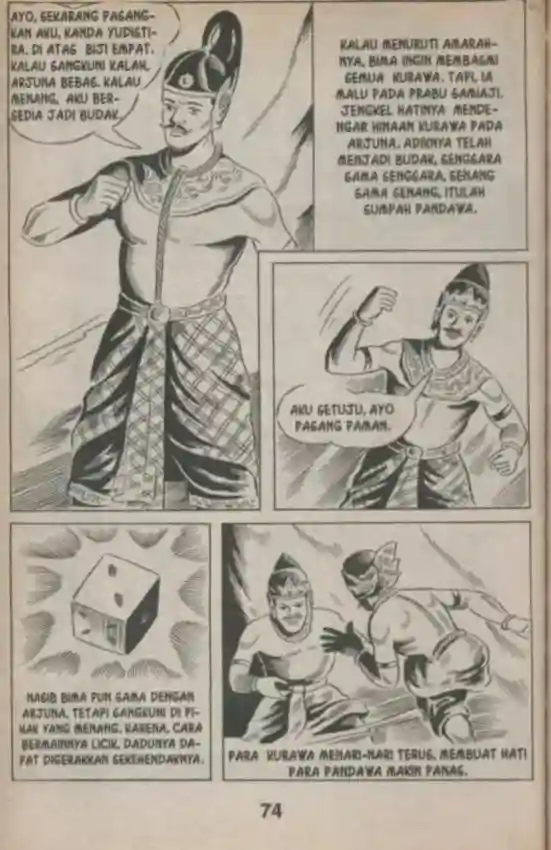 AYO, SEKARANG PASANG-
KAN AKU, KANDA YUDISTI-
RA. DI ATAS BIJI EMPAT.
KALAU SANGKUNI KALAH,
ARJUNA BEBAS. KALAU
MENANG, AKU BER-
SEDIA JADI BUDAK.
KALAU MENURUTI AMARAH-
NYA, BIMA INGIN MEMBASMI
SEMUA KURAWA. TAPI, IA
MALU PADA PRABU SAMIAJI.
JENGKEL HATINYA MENDE-
NGAR HINAAN KURAWA PADA
ARJUNA. ADIKNYA TELAH
MENJADI BUDAK, SENGSARA
SAMA SENGSARA, SENANG
SAMA SENANG, ITULAH
SUMPAH PANDAWA.
AKU SETUJU, AYO
PASANG PAMAN.
NASIB BIMA PUN SAMA DENGAN
ARJUNA. TETAPI SANGKUNI DI PI-
HAK YANG MENANG. KARENA, CARA
BERMAINNYA LICIK. DADUNYA DA-
PAT DIGERAKKAN SEKEHENDAKNYA.
PARA KURAWA MENARI-NARI TERUS, MEMBUAT HATI
PARA PANDAWA MAKIN PANAS.
74